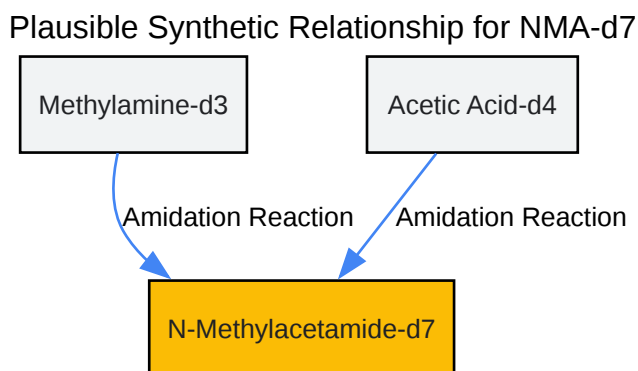 Plausible Synthetic Relationship for NMA-d7
Methylamine-d3
Acetic Acid-d4
Amidation Reaction
Amidation Reaction
N-Methylacetamide-d7